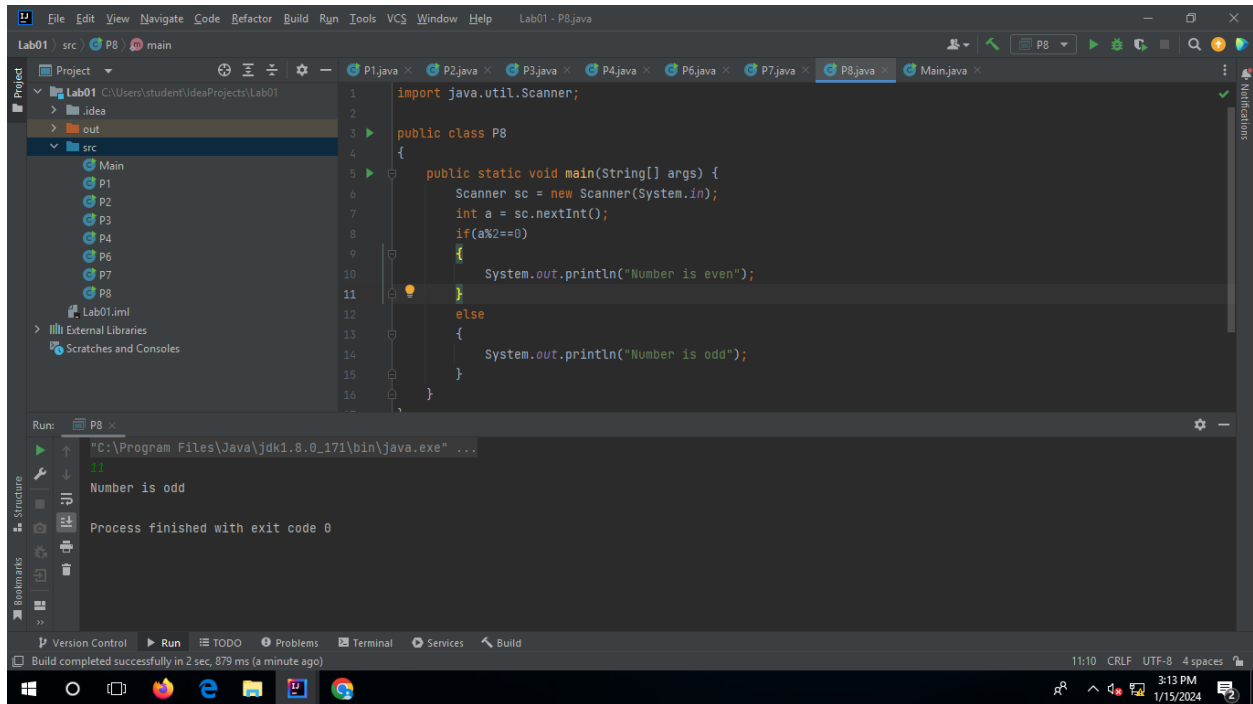 File Edit View Navigate Code Refactor Build Run Tools VCS Window Help Lab01 - P8.java
Lab01 src P8 main P8
Project P1.java P2.java P3.java P4.java P6.java P7.java P8.java Main.java
Project
Notifications
Lab01 C:\Users\student\IdeaProjects\Lab01
.idea
out
src
Main
P1
P2
P3
P4
P6
P7
P8
Lab01.iml
External Libraries
Scratches and Consoles
1 import java.util.Scanner;
2
3 public class P8
4 {
5 public static void main(String[] args) {
6 Scanner sc = new Scanner(System.in);
7 int a = sc.nextInt();
8 if(a%2==0)
9 {
10 System.out.println("Number is even");
11 }
12 else
13 {
14 System.out.println("Number is odd");
15 }
16 }
Run: P8
"C:\Program Files\Java\jdk1.8.0_171\bin\java.exe" ...
11
Number is odd
Process finished with exit code 0
Structure
Bookmarks
Version Control Run TODO Problems Terminal Services Build
Build completed successfully in 2 sec, 879 ms (a minute ago) 11:10 CRLF UTF-8 4 spaces
3:13 PM
1/15/2024
2